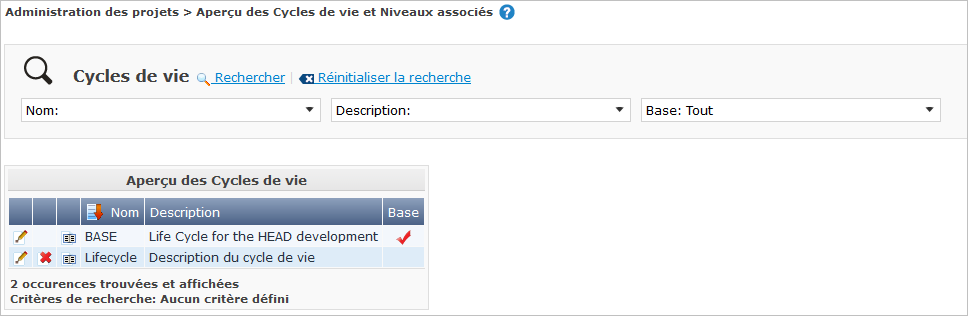 Administration des projets > Aperçu des Cycles de vie et Niveaux associés ?
Cycles de vie Rechercher | Réinitialiser la recherche
Nom: Description: Base: Tout
Aperçu des Cycles de vie
Nom Description Base
BASE Life Cycle for the HEAD development
Lifecycle Description du cycle de vie
2 occurences trouvées et affichées
Critères de recherche: Aucun critère défini